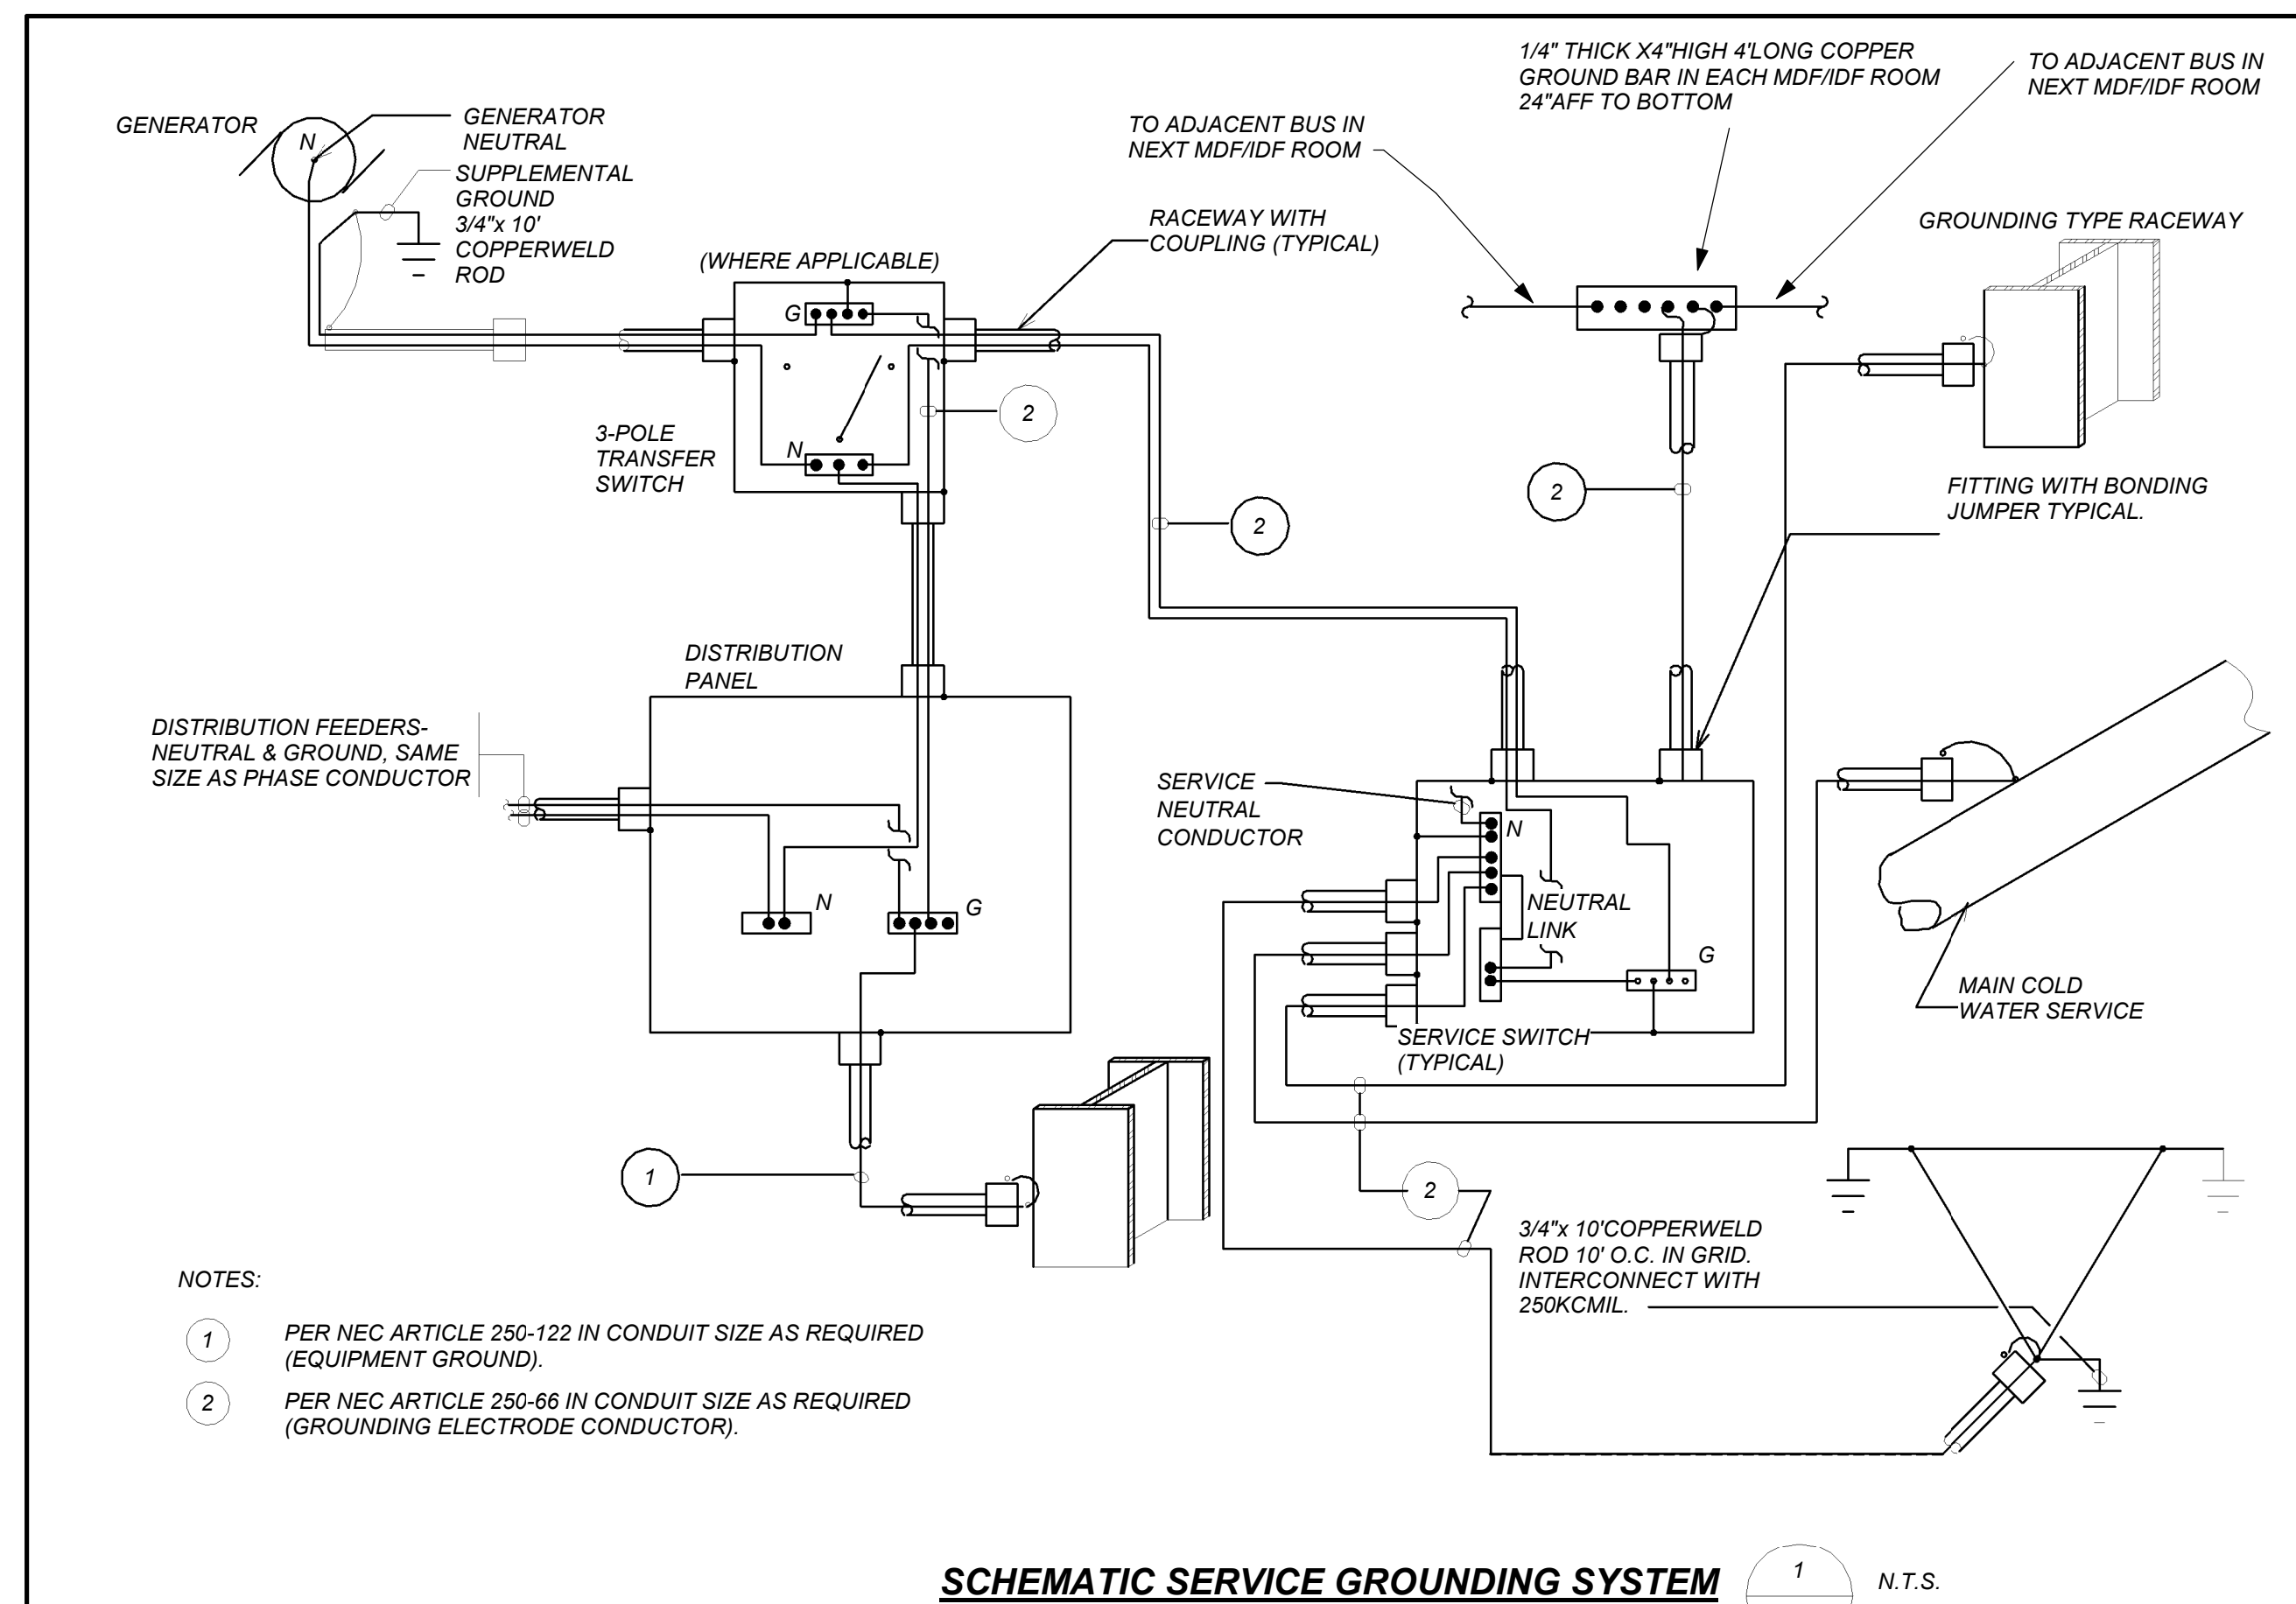 GENERATOR
N
GENERATOR
NEUTRAL
SUPPLEMENTAL
GROUND
3/4"x 10'
COPPERWELD
ROD
(WHERE APPLICABLE)
G
3-POLE
TRANSFER
SWITCH
N
2
RACEWAY WITH
COUPLING (TYPICAL)
TO ADJACENT BUS IN
NEXT MDF/IDF ROOM
1/4" THICK X4"HIGH 4'LONG COPPER
GROUND BAR IN EACH MDF/IDF ROOM
24"AFF TO BOTTOM
TO ADJACENT BUS IN
NEXT MDF/IDF ROOM
GROUNDING TYPE RACEWAY
2
2
FITTING WITH BONDING
JUMPER TYPICAL.
DISTRIBUTION
PANEL
DISTRIBUTION FEEDERS-
NEUTRAL & GROUND, SAME
SIZE AS PHASE CONDUCTOR
N
G
SERVICE
NEUTRAL
CONDUCTOR
N
NEUTRAL
LINK
G
SERVICE SWITCH
(TYPICAL)
MAIN COLD
WATER SERVICE
1
2
3/4"x 10'COPPERWELD
ROD 10' O.C. IN GRID.
INTERCONNECT WITH
250KCMIL.
NOTES:
1 PER NEC ARTICLE 250-122 IN CONDUIT SIZE AS REQUIRED
(EQUIPMENT GROUND).
2 PER NEC ARTICLE 250-66 IN CONDUIT SIZE AS REQUIRED
(GROUNDING ELECTRODE CONDUCTOR).
SCHEMATIC SERVICE GROUNDING SYSTEM 1 N.T.S.